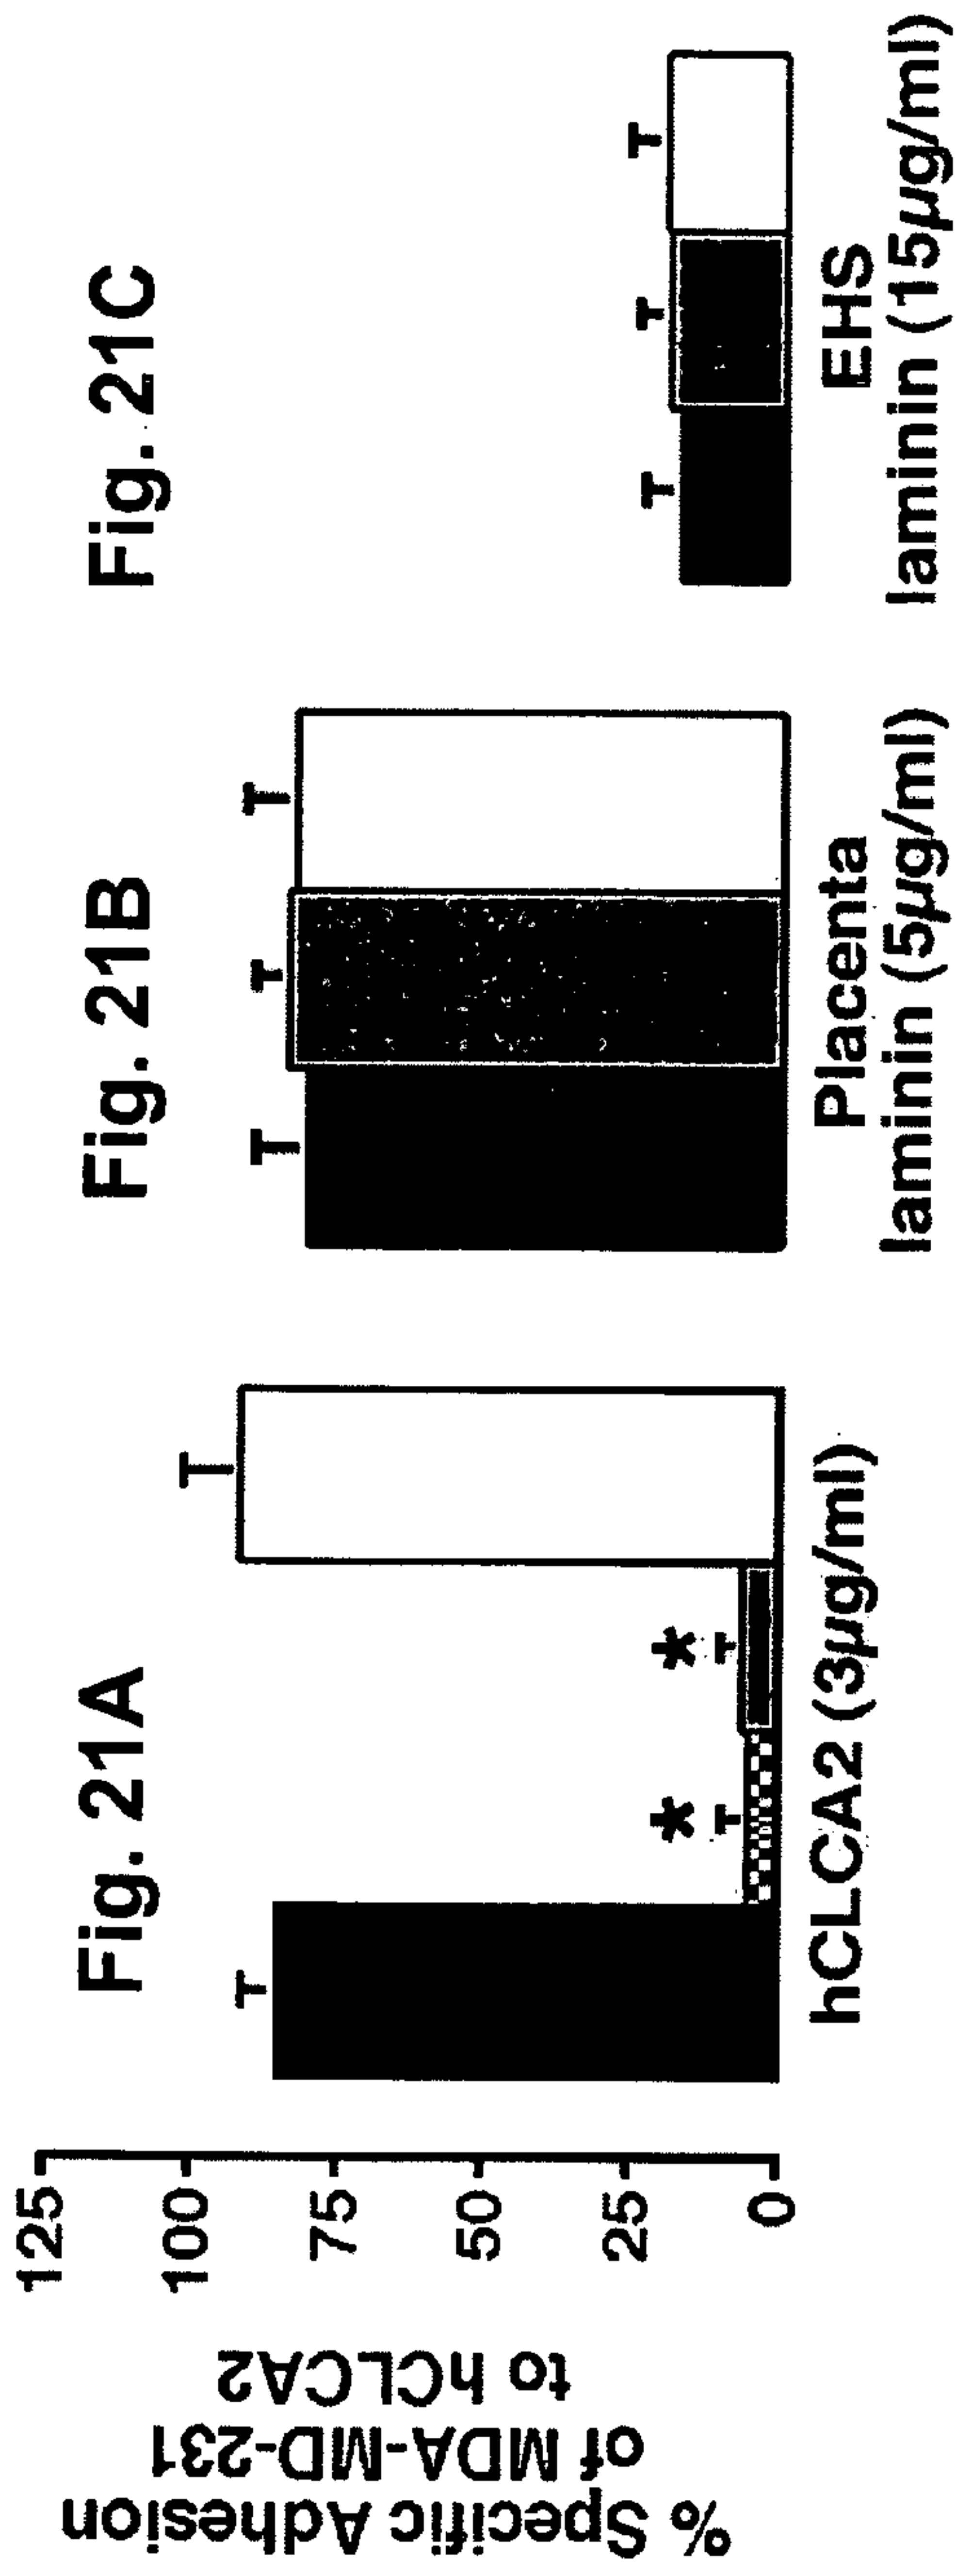 Fig. 21A
Fig. 21B
Fig. 21C
% Specific Adhesion
of MDA-MD-231
to hCLCA2
125
100
75
50
25
0
*
*
hCLCA2 (3µg/ml)
Placenta
laminin (5µg/ml)
EHS
laminin (15µg/ml)